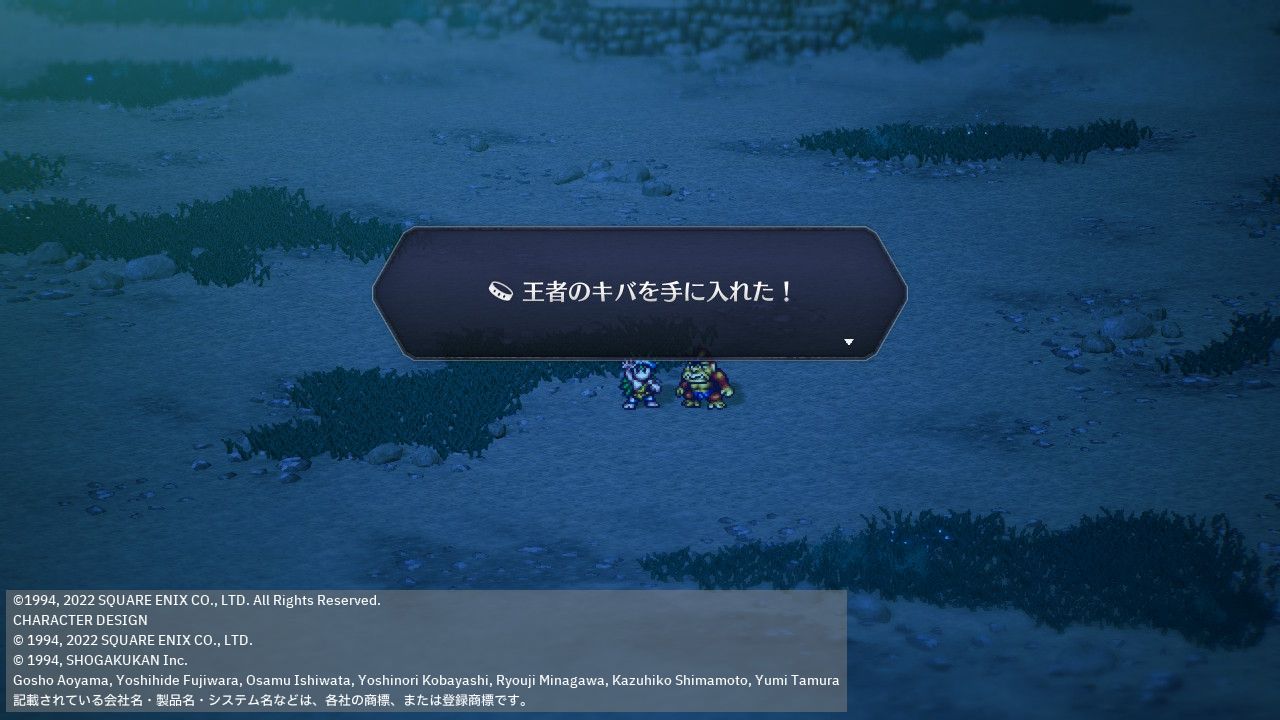 王者のキバを手に入れた！
©1994, 2022 SQUARE ENIX CO., LTD. All Rights Reserved.
CHARACTER DESIGN
© 1994, 2022 SQUARE ENIX CO., LTD.
© 1994, SHOGAKUKAN Inc.
Gosho Aoyama, Yoshihide Fujiwara, Osamu Ishiwata, Yoshinori Kobayashi, Ryouji Minagawa, Kazuhiko Shimamoto, Yumi Tamura
記載されている会社名・製品名・システム名などは、各社の商標、または登録商標です。